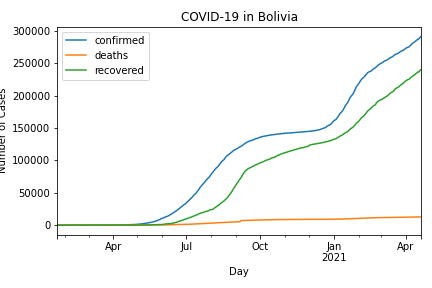 COVID-19 in Bolivia
300000
250000
200000
150000
100000
50000
0
Number of Cases
confirmed
deaths
recovered
Apr
Jul
Oct
Jan
2021
Apr
Day